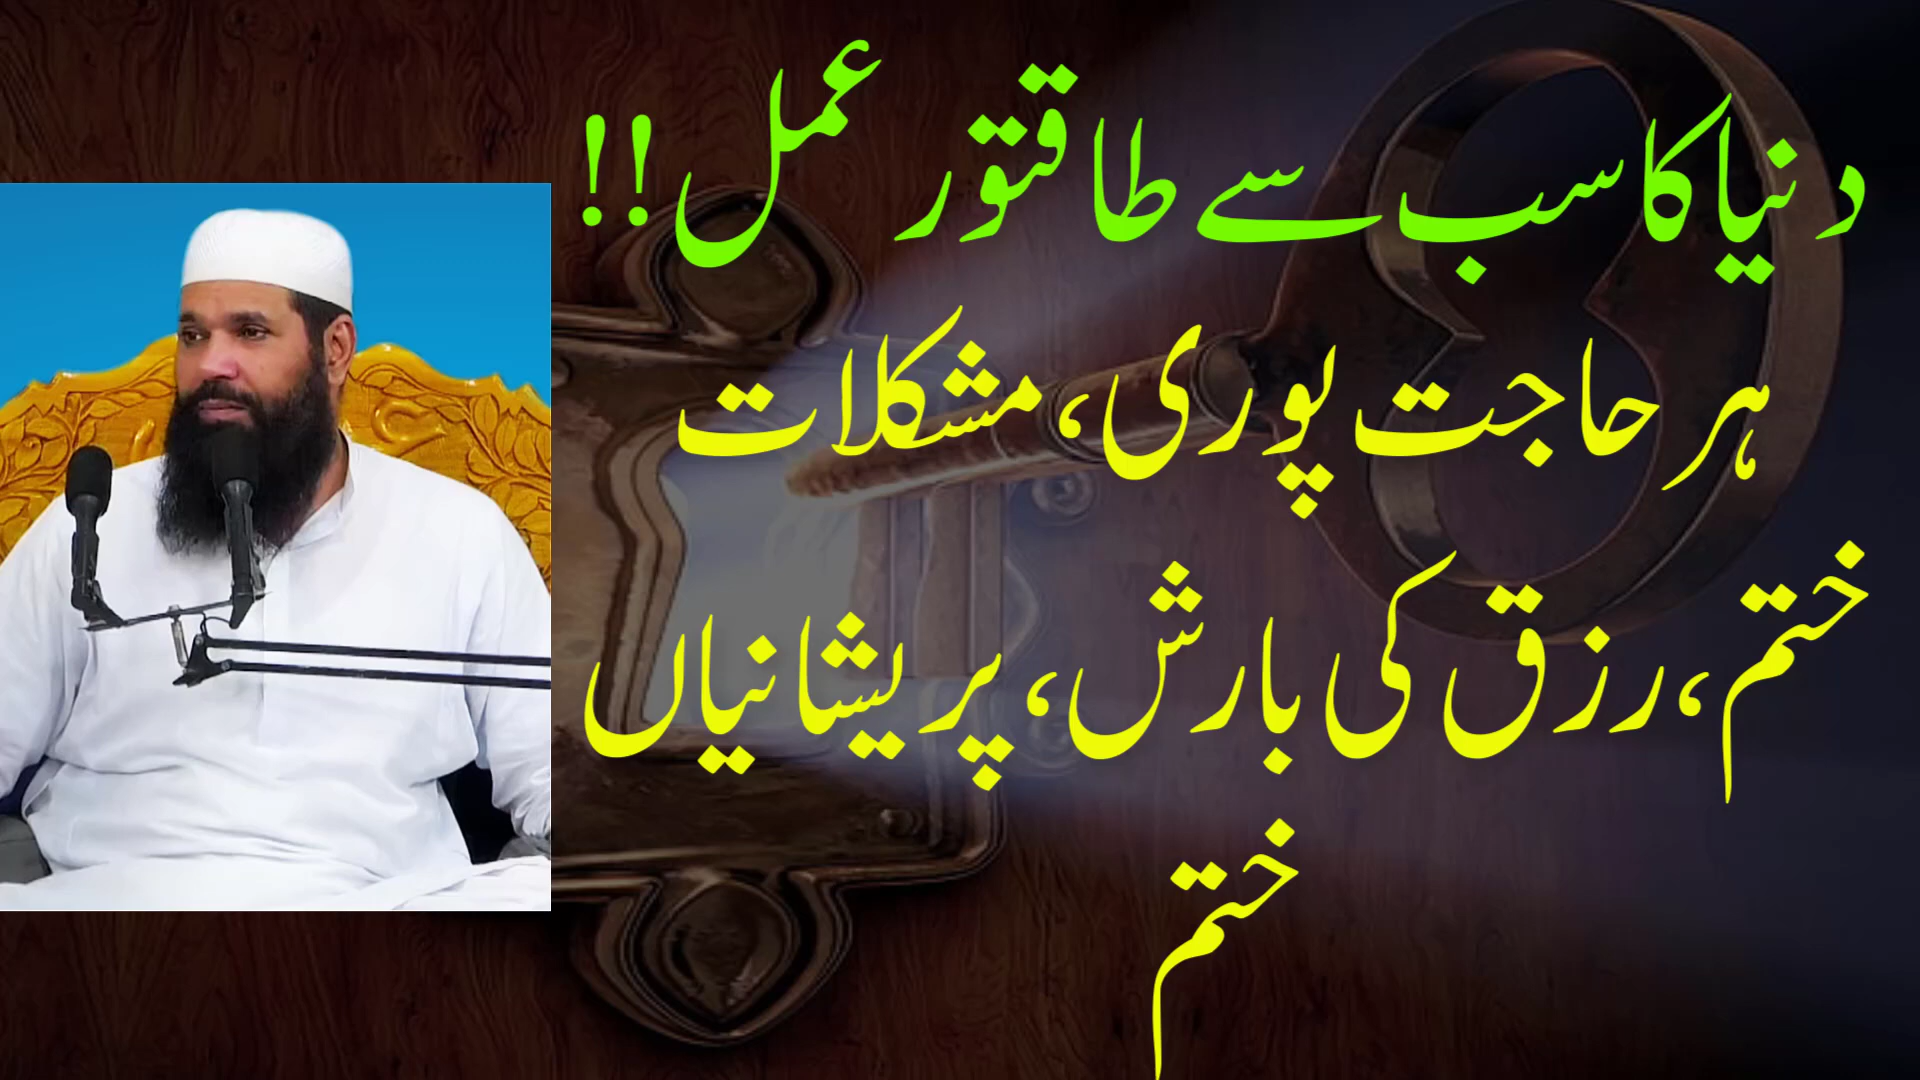 دنیا کا سب سے طاقتور عمل!!
ہر حاجت پوری، مشکلات
ختم، رزق کی بارش، پریشانیاں
ختم